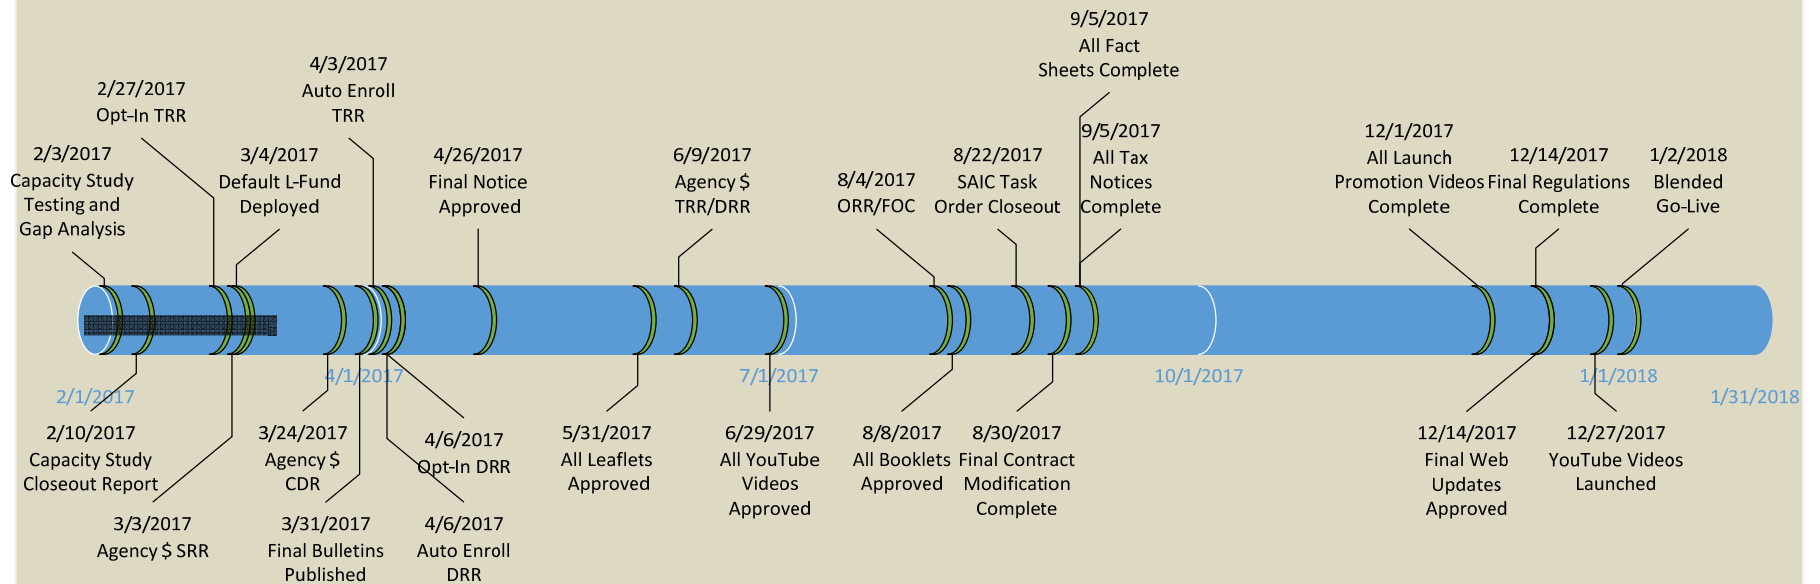 9/5/2017
All Fact
Sheets Complete
4/3/2017
Auto Enroll
TRR
2/27/2017
Opt-In TRR
2/3/2017
Capacity Study
Testing and
Gap Analysis
3/4/2017
Default L-Fund
Deployed
4/26/2017
Final Notice
Approved
6/9/2017
Agency $
TRR/DRR
8/4/2017
ORR/FOC
8/22/2017
SAIC Task
Order Closeout
9/5/2017
All Tax
Notices
Complete
12/1/2017
All Launch
Promotion Videos
Complete
12/14/2017
Final Regulations
Complete
1/2/2018
Blended
Go-Live
2/1/2017
4/1/2017
7/1/2017
10/1/2017
1/1/2018
1/31/2018
2/10/2017
Capacity Study
Closeout Report
3/3/2017
Agency $ SRR
3/24/2017
Agency $
CDR
3/31/2017
Final Bulletins
Published
4/6/2017
Opt-In DRR
4/6/2017
Auto Enroll
DRR
5/31/2017
All Leaflets
Approved
6/29/2017
All YouTube
Videos
Approved
8/8/2017
All Booklets
Approved
8/30/2017
Final Contract
Modification
Complete
12/14/2017
Final Web
Updates
Approved
12/27/2017
YouTube Videos
Launched